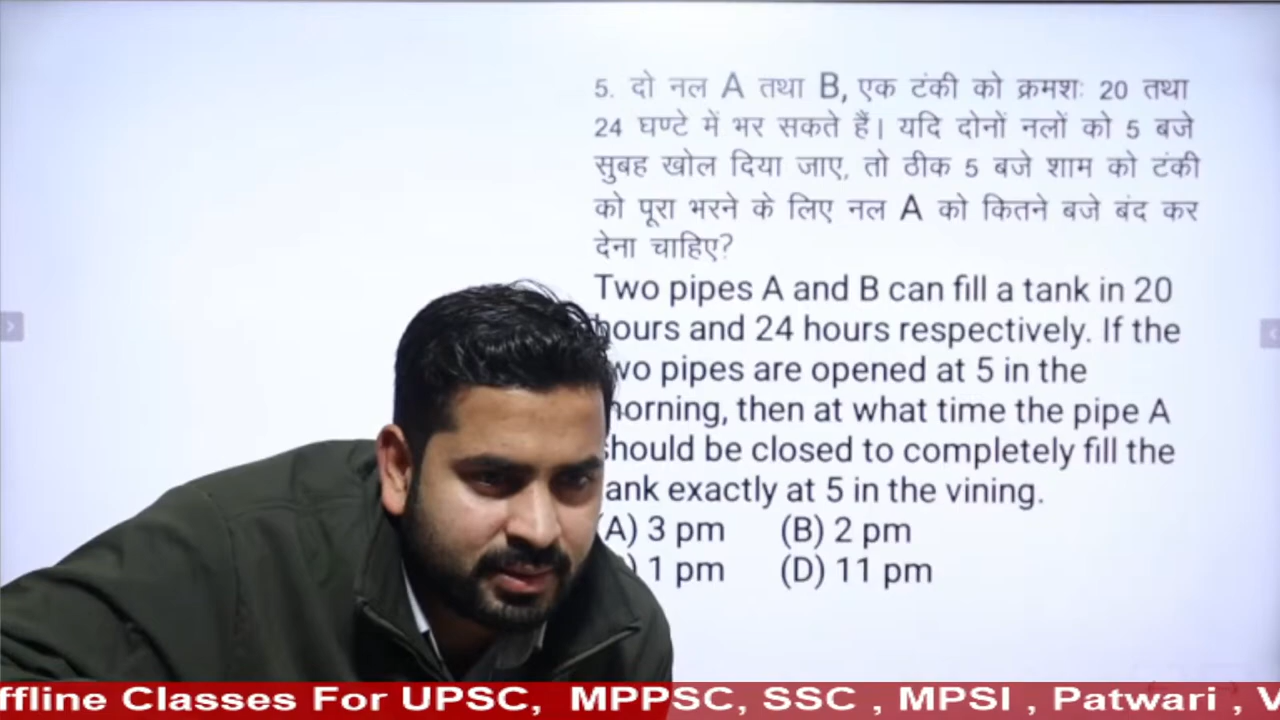 5. दो नल A तथा B, एक टंकी को क्रमशः 20 तथा
24 घण्टे में भर सकते हैं। यदि दोनों नलों को 5 बजे
सुबह खोल दिया जाए, तो ठीक 5 बजे शाम को टंकी
को पूरा भरने के लिए नल A को कितने बजे बंद कर
देना चाहिए?
Two pipes A and B can fill a tank in 20
hours and 24 hours respectively. If the
two pipes are opened at 5 in the
morning, then at what time the pipe A
should be closed to completely fill the
tank exactly at 5 in the vining.
(A) 3 pm (B) 2 pm
) 1 pm (D) 11 pm
ffline Classes For UPSC, MPPSC, SSC , MPSI , Patwari , V